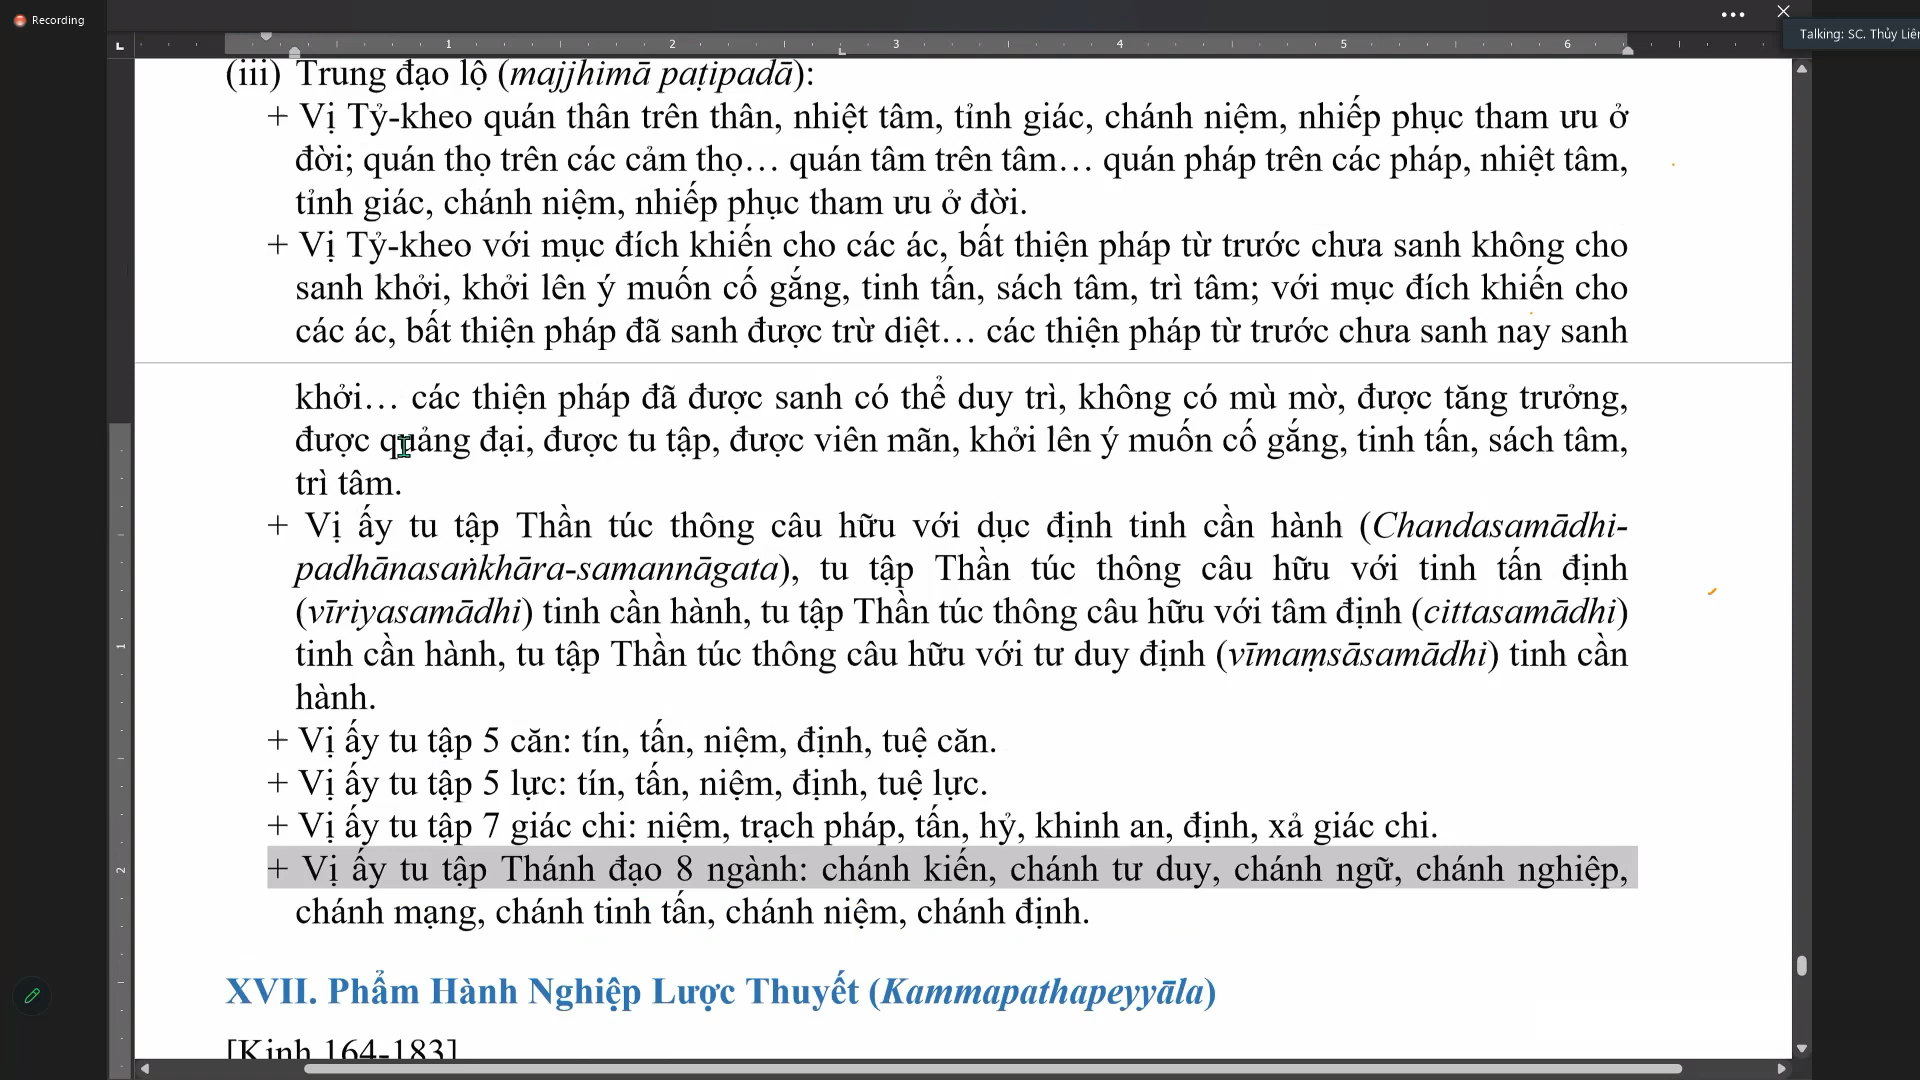 Recording
Talking: SC. Thủy Liên
1 2 3 4 5 6
(iii) Trung đạo lộ (majjhimā paṭipadā):
+ Vị Tỷ-kheo quán thân trên thân, nhiệt tâm, tỉnh giác, chánh niệm, nhiếp phục tham ưu ở
đời; quán thọ trên các cảm thọ… quán tâm trên tâm… quán pháp trên các pháp, nhiệt tâm,
tỉnh giác, chánh niệm, nhiếp phục tham ưu ở đời.
+ Vị Tỷ-kheo với mục đích khiến cho các ác, bất thiện pháp từ trước chưa sanh không cho
sanh khởi, khởi lên ý muốn cố gắng, tinh tấn, sách tâm, trì tâm; với mục đích khiến cho
các ác, bất thiện pháp đã sanh được trừ diệt… các thiện pháp từ trước chưa sanh nay sanh
khởi… các thiện pháp đã được sanh có thể duy trì, không có mù mờ, được tăng trưởng,
được quảng đại, được tu tập, được viên mãn, khởi lên ý muốn cố gắng, tinh tấn, sách tâm,
trì tâm.
+ Vị ấy tu tập Thần túc thông câu hữu với dục định tinh cần hành (Chandasamādhi-
padhānasaṅkhāra-samannāgata), tu tập Thần túc thông câu hữu với tinh tấn định
(vīriyasamādhi) tinh cần hành, tu tập Thần túc thông câu hữu với tâm định (cittasamādhi)
tinh cần hành, tu tập Thần túc thông câu hữu với tư duy định (vīmaṃsāsamādhi) tinh cần
hành.
+ Vị ấy tu tập 5 căn: tín, tấn, niệm, định, tuệ căn.
+ Vị ấy tu tập 5 lực: tín, tấn, niệm, định, tuệ lực.
+ Vị ấy tu tập 7 giác chi: niệm, trạch pháp, tấn, hỷ, khinh an, định, xả giác chi.
+ Vị ấy tu tập Thánh đạo 8 ngành: chánh kiến, chánh tư duy, chánh ngữ, chánh nghiệp,
chánh mạng, chánh tinh tấn, chánh niệm, chánh định.
XVII. Phẩm Hành Nghiệp Lược Thuyết (Kammapathapeyyāla)
[Kinh 164-183]
1
2